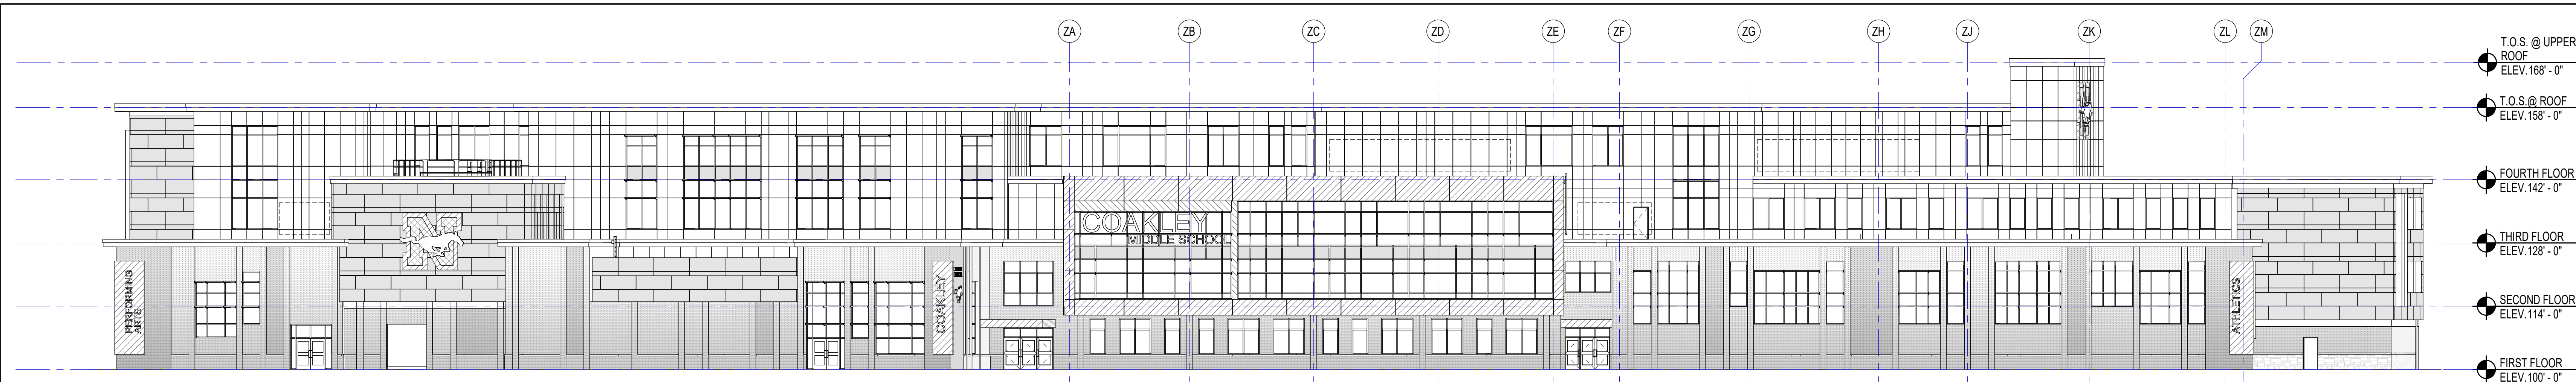 ZA
ZB
ZC
ZD
ZE
ZF
ZG
ZH
ZJ
ZK
ZL
ZM
T.O.S. @ UPPER
ROOF
ELEV.168' - 0"
T.O.S.@ ROOF
ELEV.158' - 0"
FOURTH FLOOR
ELEV.142' - 0"
THIRD FLOOR
ELEV.128' - 0"
SECOND FLOOR
ELEV.114' - 0"
FIRST FLOOR
ELEV.100' - 0"
N
COAKLEY
MIDDLE SCHOOL
PERFORMING
ARTS
COAKLEY
ATHLETICS